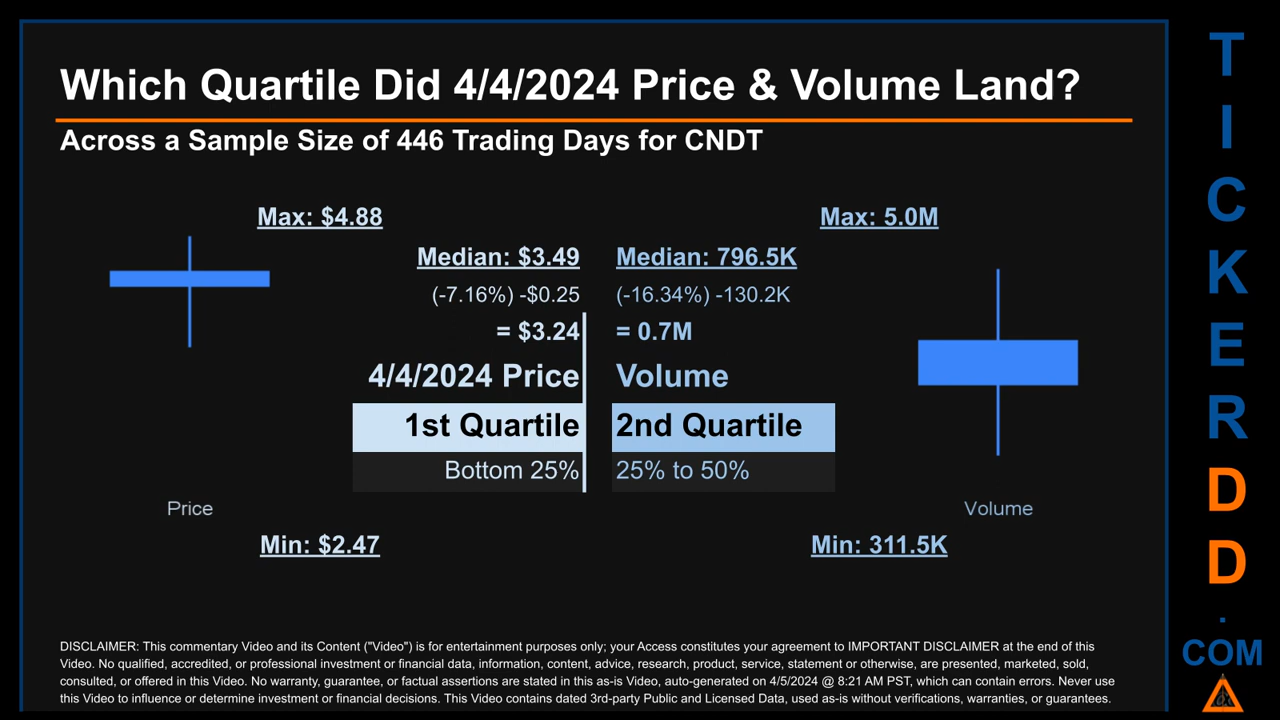 Which Quartile Did 4/4/2024 Price & Volume Land?
Across a Sample Size of 446 Trading Days for CNDT
Max: $4.88
Median: $3.49
(-7.16%) -$0.25
= $3.24
4/4/2024 Price
1st Quartile
Bottom 25%
Price
Min: $2.47
Max: 5.0M
Median: 796.5K
(-16.34%) -130.2K
= 0.7M
Volume
2nd Quartile
25% to 50%
Volume
Min: 311.5K
DISCLAIMER: This commentary Video and its Content ("Video") is for entertainment purposes only; your Access constitutes your agreement to IMPORTANT DISCLAIMER at the end of this
Video. No qualified, accredited, or professional investment or financial data, information, content, advice, research, product, service, statement or otherwise, are presented, marketed, sold,
consulted, or offered in this Video. No warranty, guarantee, or factual assertions are stated in this as-is Video, auto-generated on 4/5/2024 @ 8:21 AM PST, which can contain errors. Never use
this Video to influence or determine investment or financial decisions. This Video contains dated 3rd-party Public and Licensed Data, used as-is without verifications, warranties, or guarantees.
T
I
C
K
E
R
D
D
.
COM